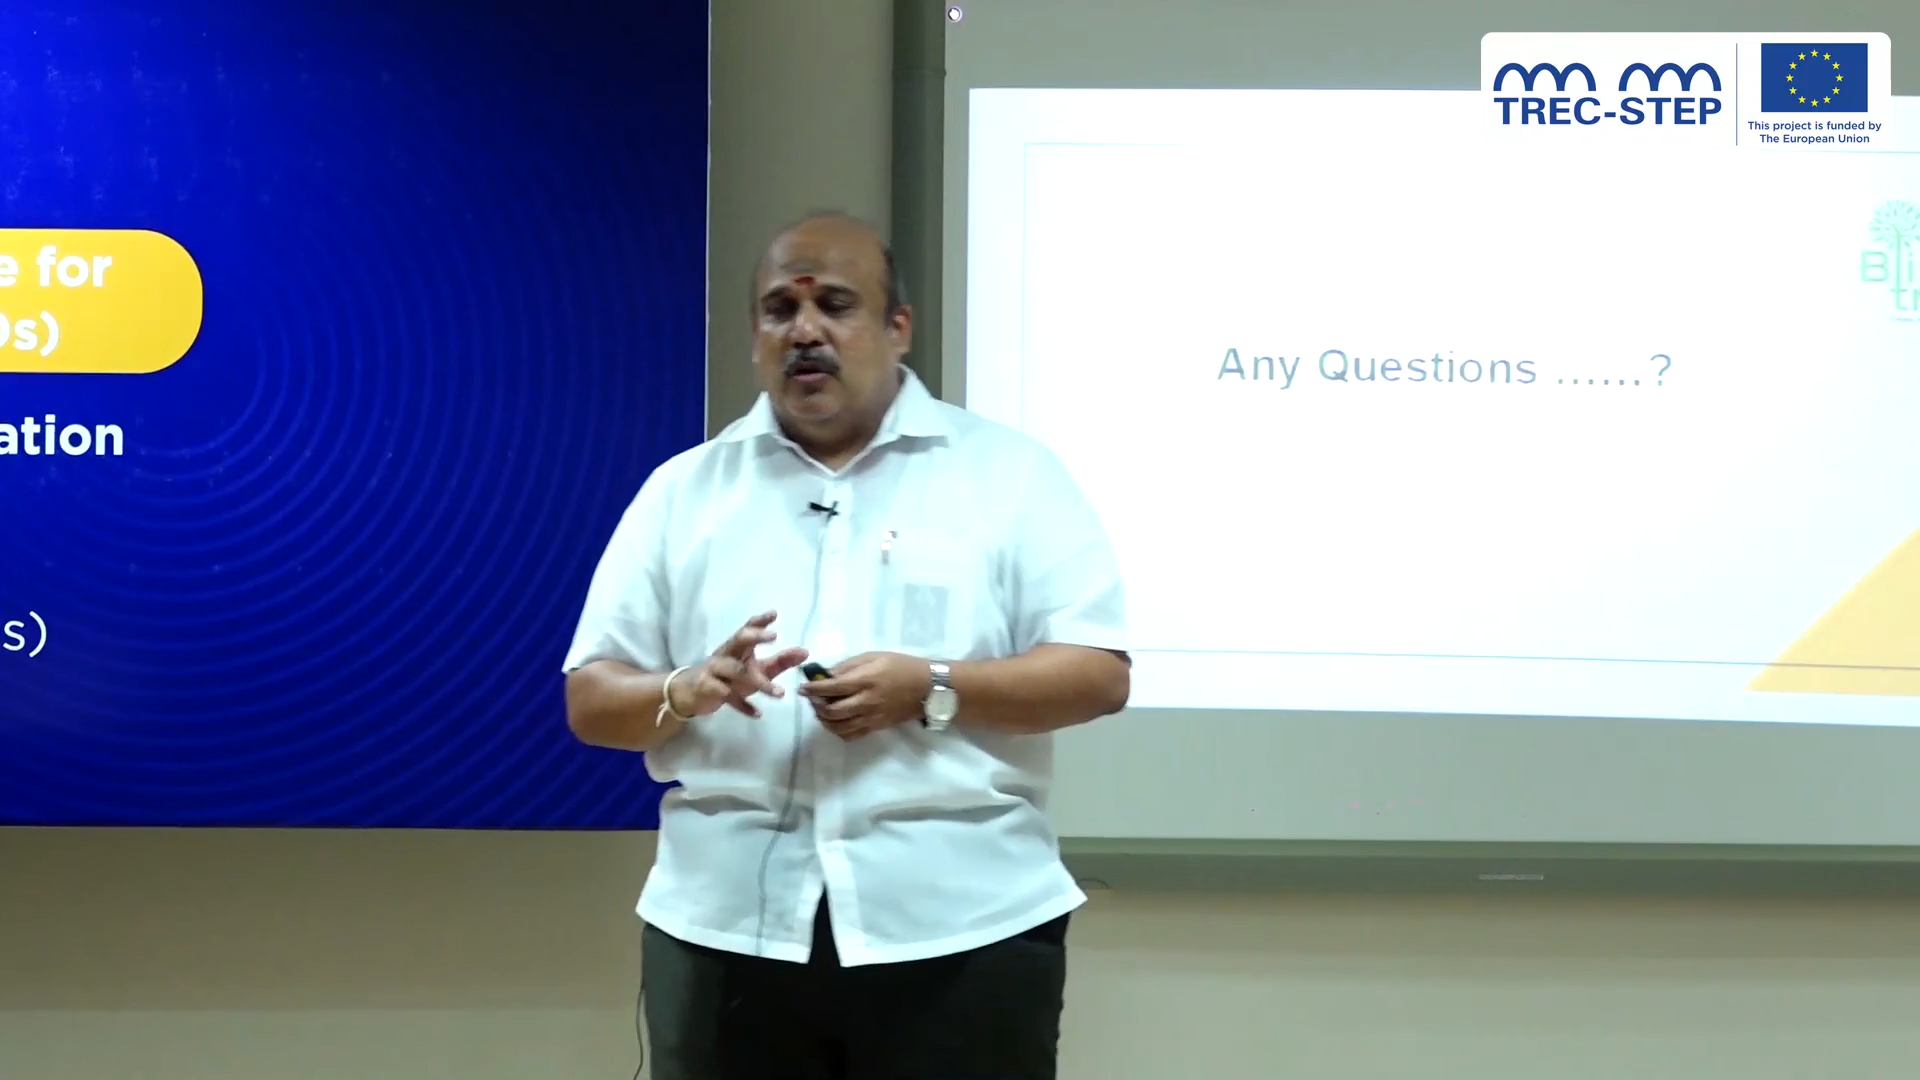 e for
s)
ation
s)
TREC-STEP
This project is funded by
The European Union
Any Questions ......?